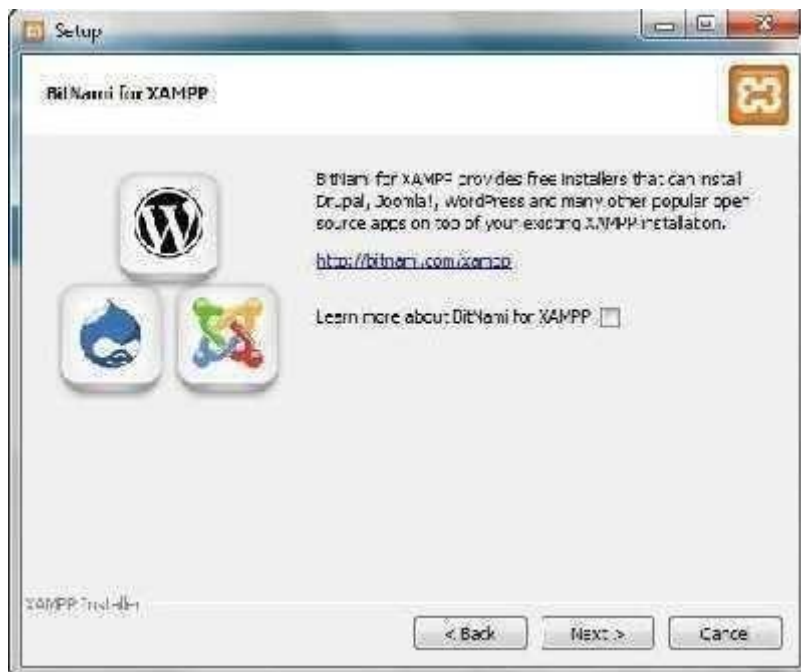 Setup
BitNami for XAMPP
BitNami for XAMPP provides free installers that can install
Drupal, Joomla!, WordPress and many other popular open
source apps on top of your existing XAMPP installation.
http://bitnami.com/xampp
Learn more about BitNami for XAMPP
XAMPP Installer
< Back
Next >
Cancel